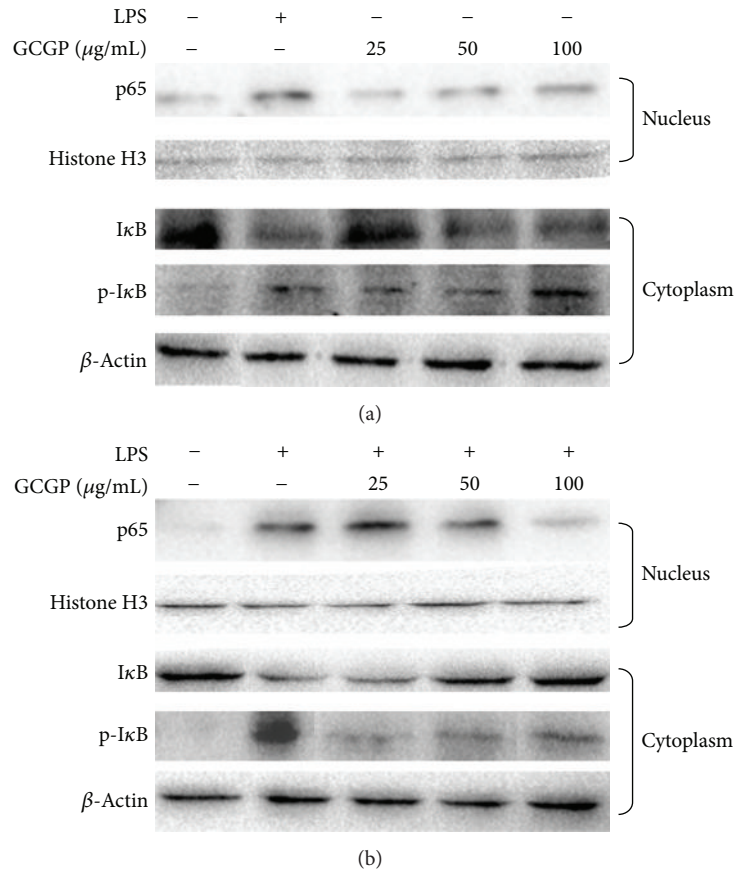 LPS – + – – –
GCGP (μg/mL) – – 25 50 100
p65
Nucleus
Histone H3
IκB
p-IκB
Cytoplasm
β-Actin
(a)
LPS – + + + +
GCGP (μg/mL) – – 25 50 100
p65
Nucleus
Histone H3
IκB
p-IκB
Cytoplasm
β-Actin
(b)